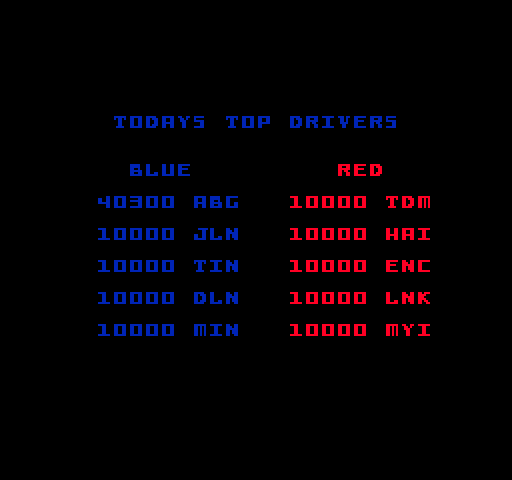 TODAYS TOP DRIVERS
BLUE RED
40300 ABG 10000 TDM
10000 JLN 10000 HAI
10000 TIN 10000 ENC
10000 DLN 10000 LNK
10000 MIN 10000 MYI